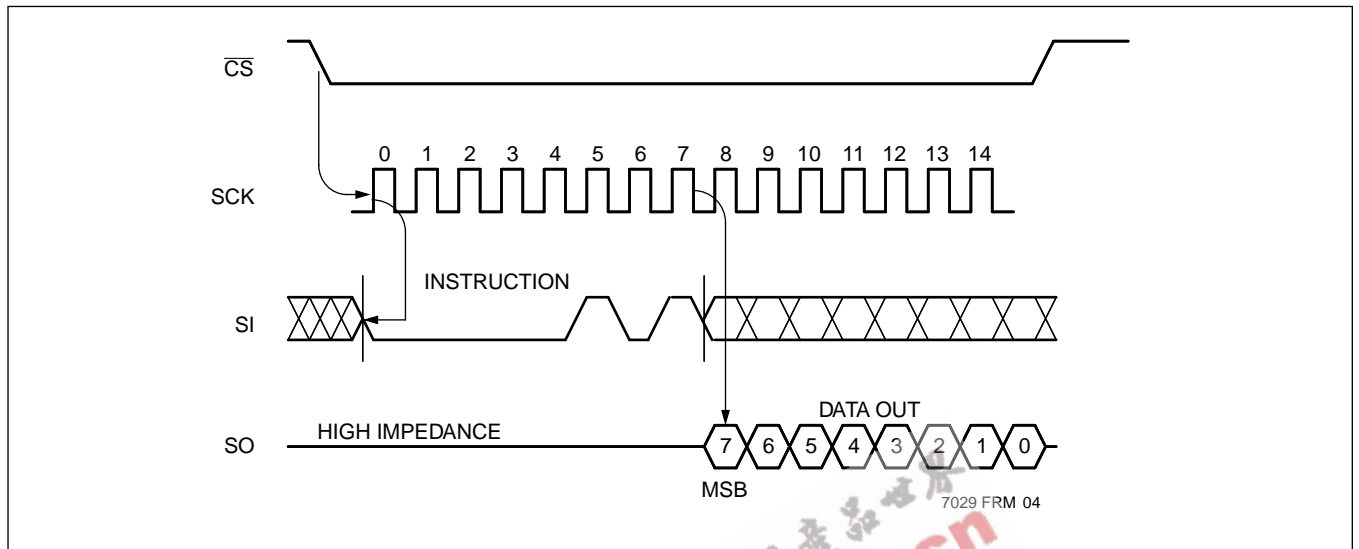 CS
0 1 2 3 4 5 6 7 8 9 10 11 12 13 14
SCK
INSTRUCTION
SI
DATA OUT
HIGH IMPEDANCE
SO
7 6 5 4 3 2 1 0
MSB
7029 FRM 04